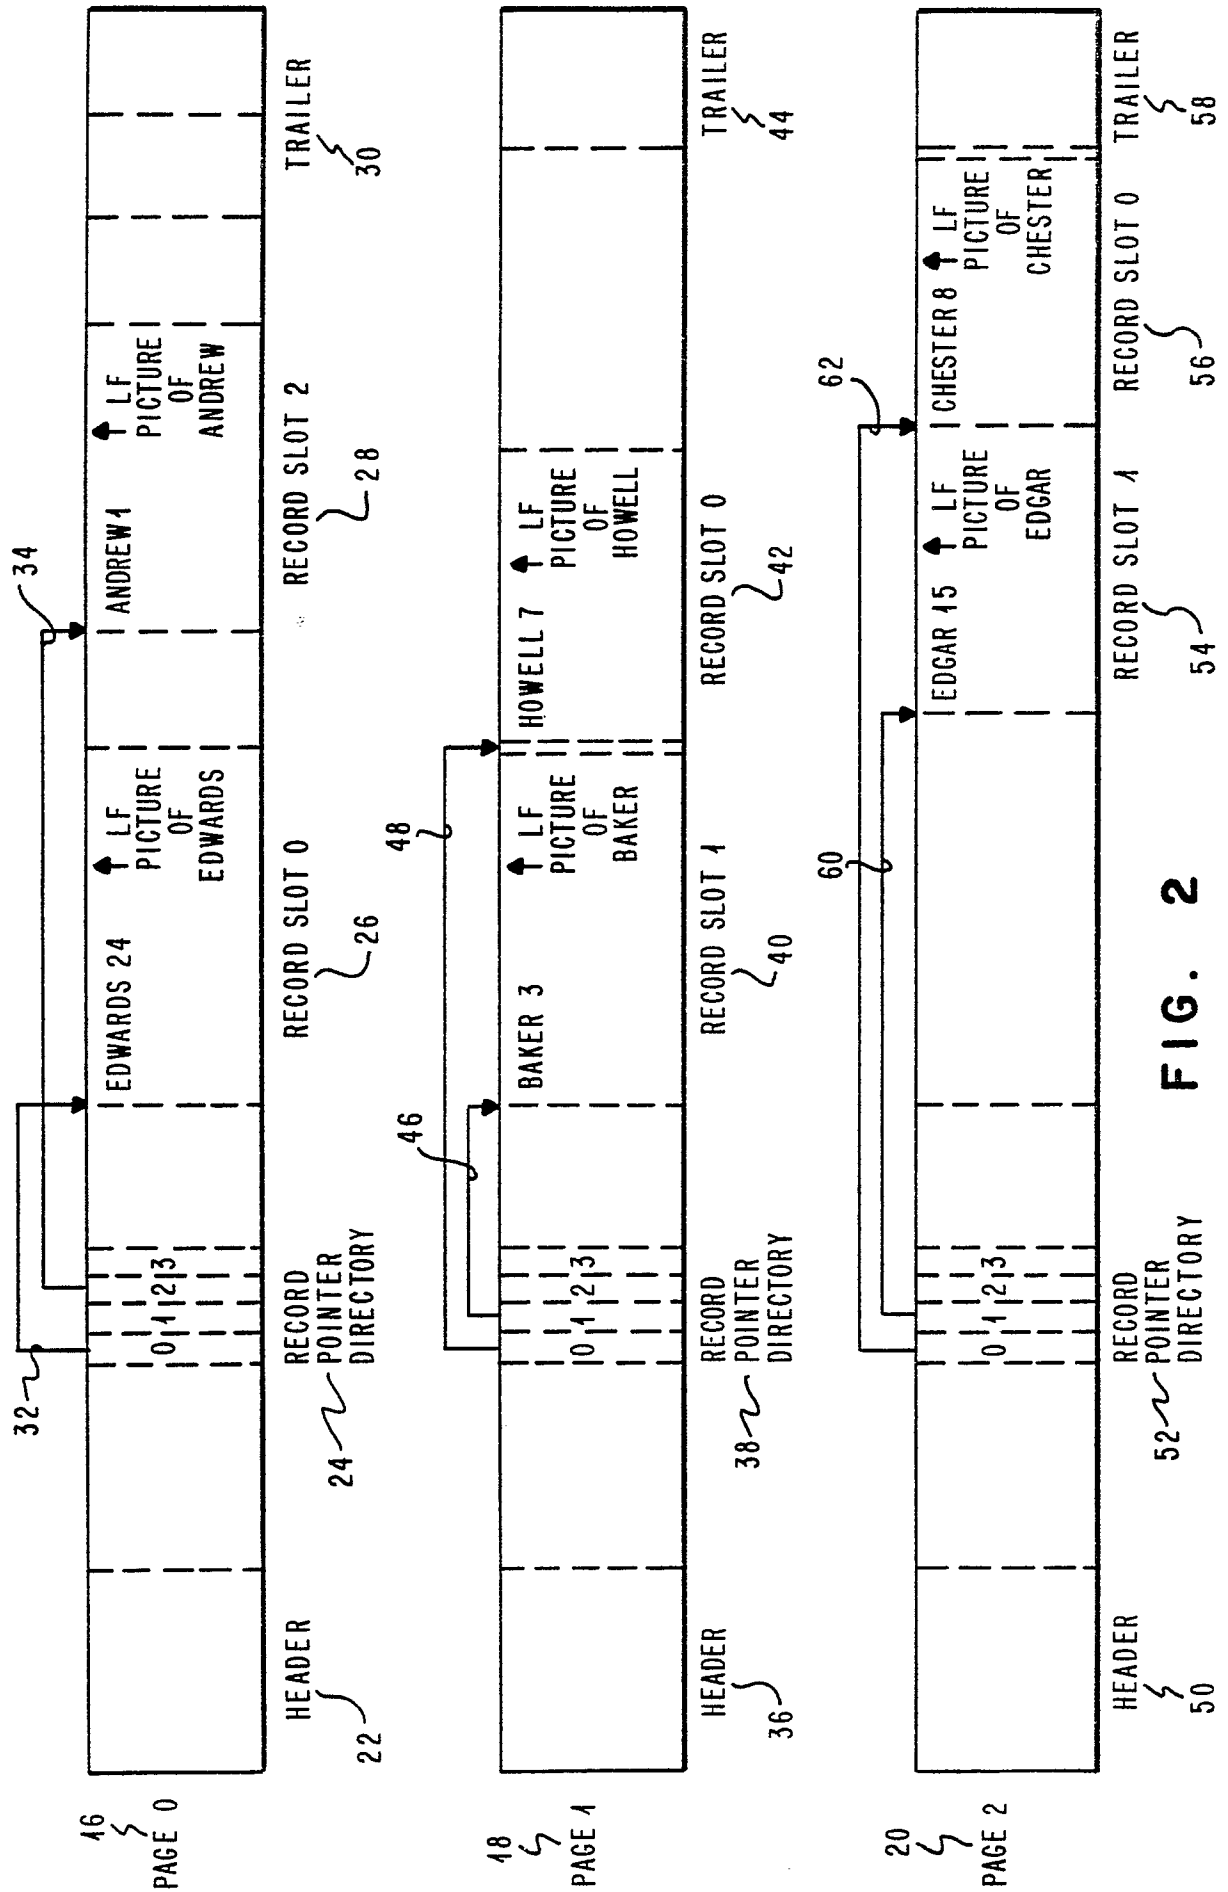 16
PAGE 0
32
34
0 1 2 3
EDWARDS 24
↑ LF
PICTURE
OF
EDWARDS
ANDREW 1
↑ LF
PICTURE
OF
ANDREW
HEADER
22
RECORD
POINTER
DIRECTORY
24
RECORD SLOT 0
26
RECORD SLOT 2
28
TRAILER
30
18
PAGE 1
46
48
0 1 2 3
BAKER 3
↑ LF
PICTURE
OF
BAKER
HOWELL 7
↑ LF
PICTURE
OF
HOWELL
HEADER
36
RECORD
POINTER
DIRECTORY
38
RECORD SLOT 1
40
RECORD SLOT 0
42
TRAILER
44
20
PAGE 2
60
62
0 1 2 3
EDGAR 15
↑ LF
PICTURE
OF
EDGAR
CHESTER 8
↑ LF
PICTURE
OF
CHESTER
HEADER
50
RECORD
POINTER
DIRECTORY
52
RECORD SLOT 1
54
RECORD SLOT 0
56
TRAILER
58
FIG. 2